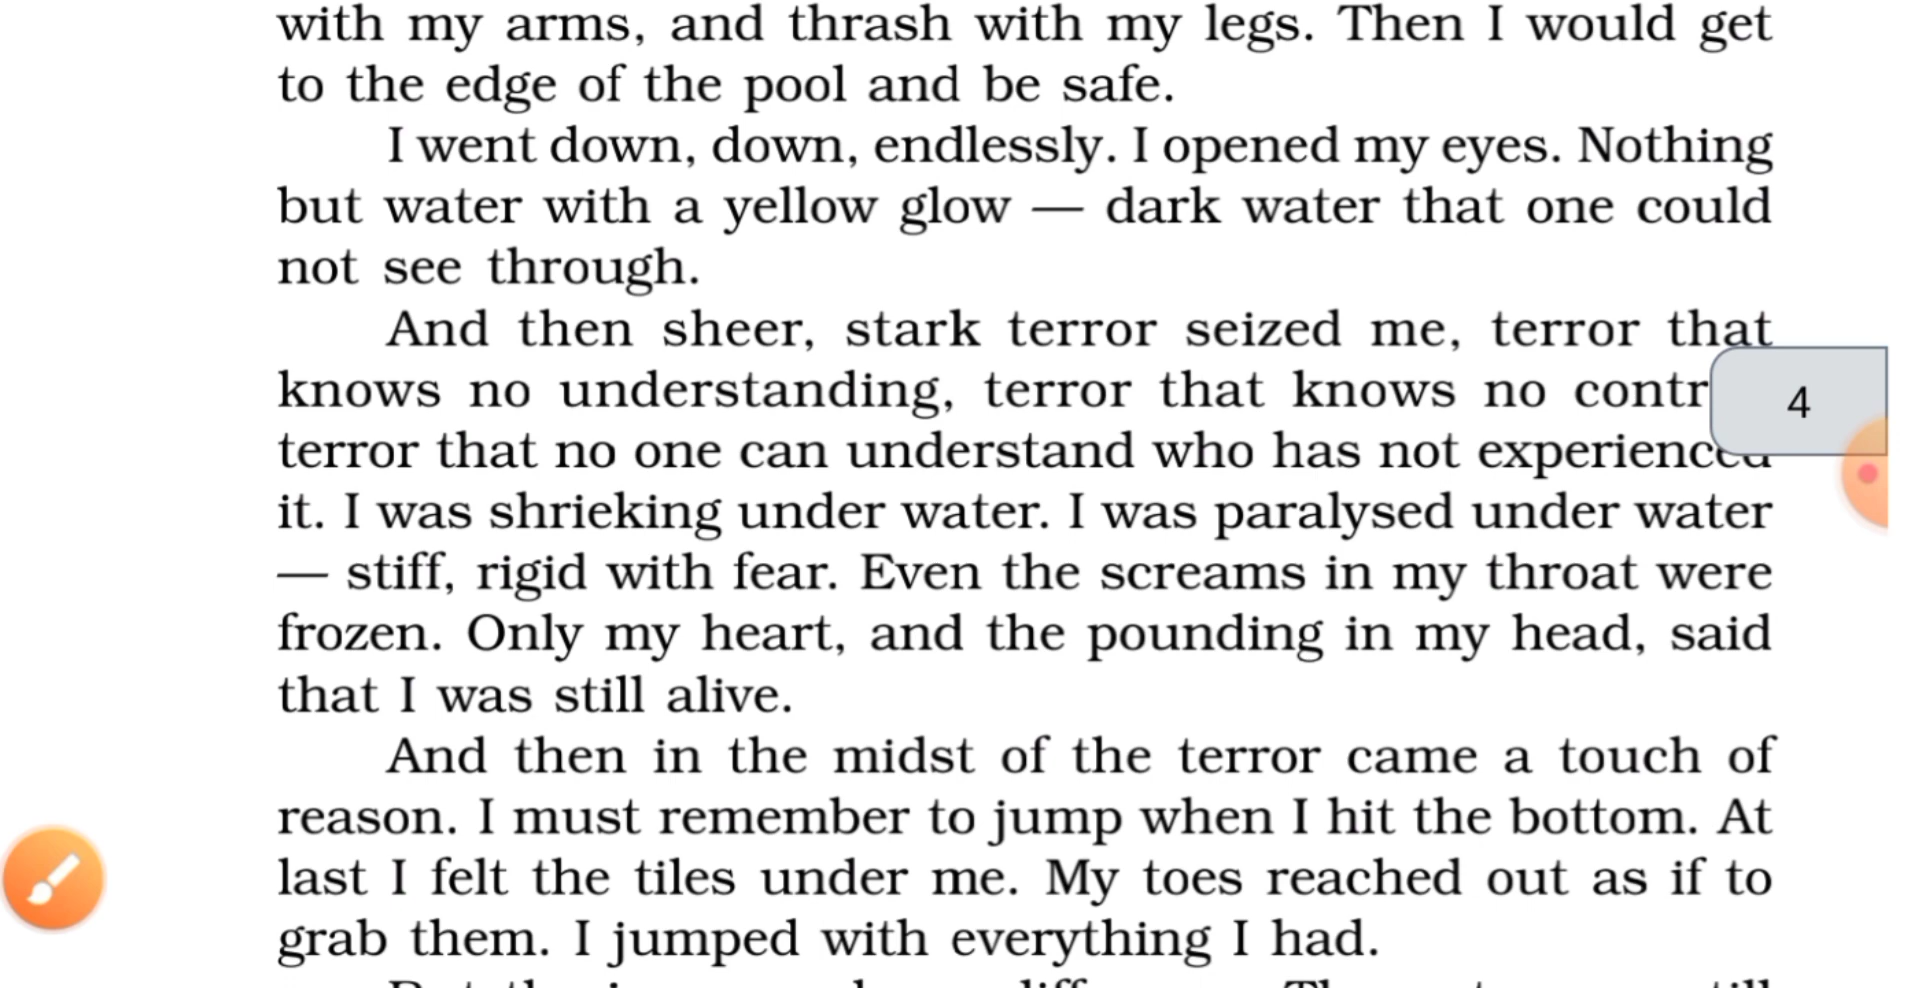 with my arms, and thrash with my legs. Then I would get
to the edge of the pool and be safe.
I went down, down, endlessly. I opened my eyes. Nothing
but water with a yellow glow — dark water that one could
not see through.
And then sheer, stark terror seized me, terror that
knows no understanding, terror that knows no contr
4
terror that no one can understand who has not experienced
it. I was shrieking under water. I was paralysed under water
— stiff, rigid with fear. Even the screams in my throat were
frozen. Only my heart, and the pounding in my head, said
that I was still alive.
And then in the midst of the terror came a touch of
reason. I must remember to jump when I hit the bottom. At
last I felt the tiles under me. My toes reached out as if to
grab them. I jumped with everything I had.